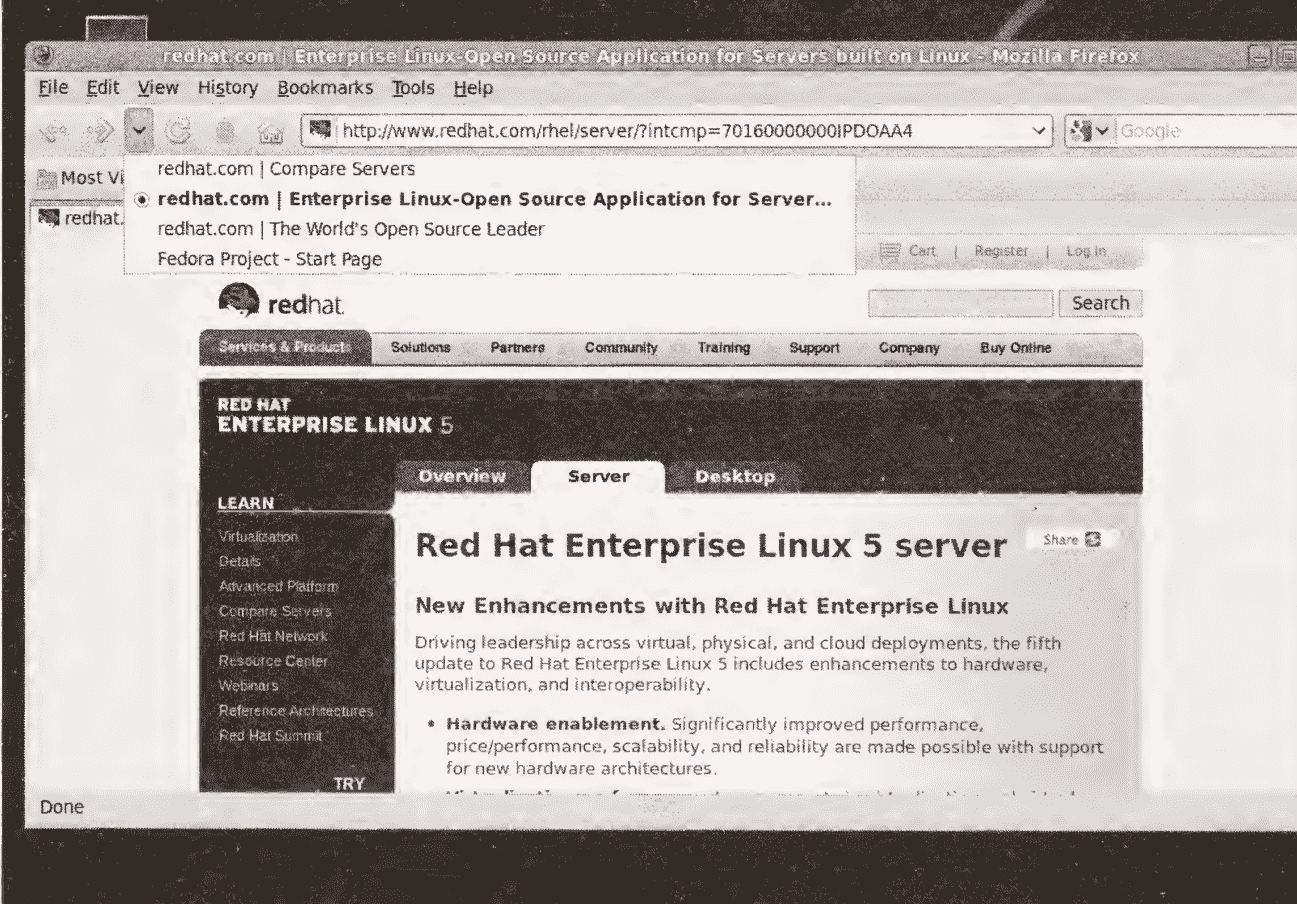 redhat.com | Enterprise Linux-Open Source Application for Servers built on Linux - Mozilla Firefox
File Edit View History Bookmarks Tools Help
http://www.redhat.com/rhel/server/?intcmp=70160000000IPDOAA4
Google
redhat.com | Compare Servers
Most Vi
redhat.com | Enterprise Linux-Open Source Application for Server...
redhat.
redhat.com | The World's Open Source Leader
Cart | Register | Log in
Fedora Project - Start Page
redhat.
Search
Services & Products Solutions Partners Community Training Support Company Buy Online
RED HAT
ENTERPRISE LINUX 5
Overview Server Desktop
LEARN
Virtualization
Details
Advanced Platform
Compare Servers
Red Hat Network
Resource Center
Webinars
Reference Architectures
Red Hat Summit
TRY
Red Hat Enterprise Linux 5 server
Share
New Enhancements with Red Hat Enterprise Linux
Driving leadership across virtual, physical, and cloud deployments, the fifth
update to Red Hat Enterprise Linux 5 includes enhancements to hardware,
virtualization, and interoperability.
• Hardware enablement. Significantly improved performance,
price/performance, scalability, and reliability are made possible with support
for new hardware architectures.
Done